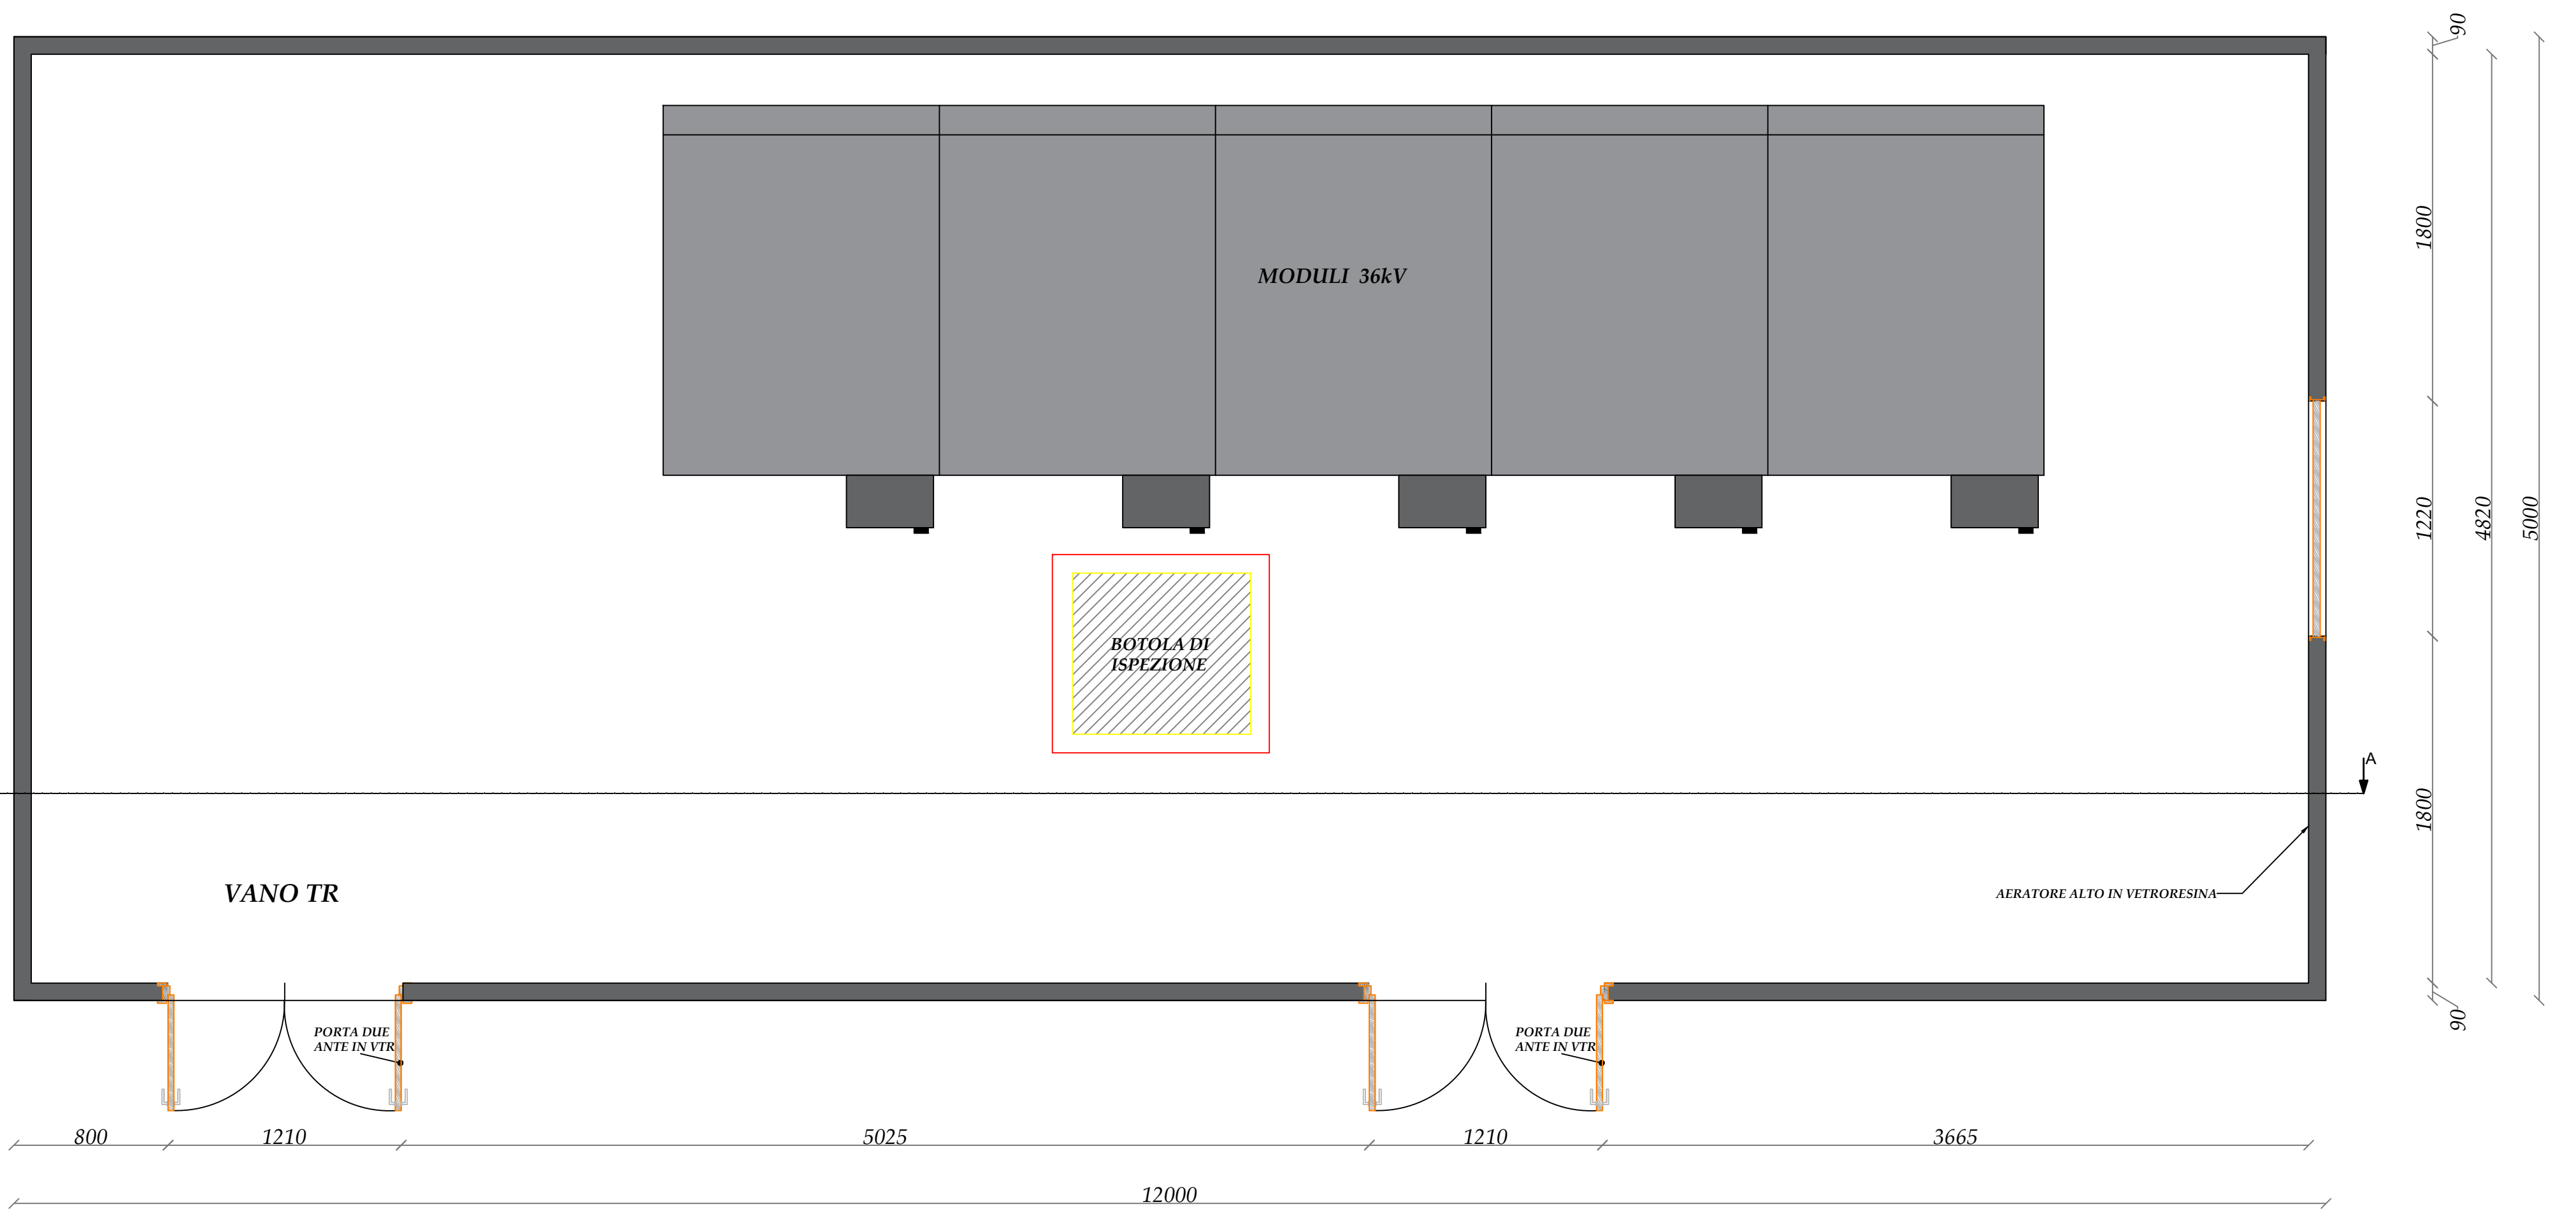 90
MODULI 36kV
1800
1220
4820
5000
BOTOLA DI
ISPEZIONE
A
1800
VANO TR
AERATORE ALTO IN VETRORESINA
90
PORTA DUE
ANTE IN VTR
PORTA DUE
ANTE IN VTR
800
1210
5025
1210
3665
12000